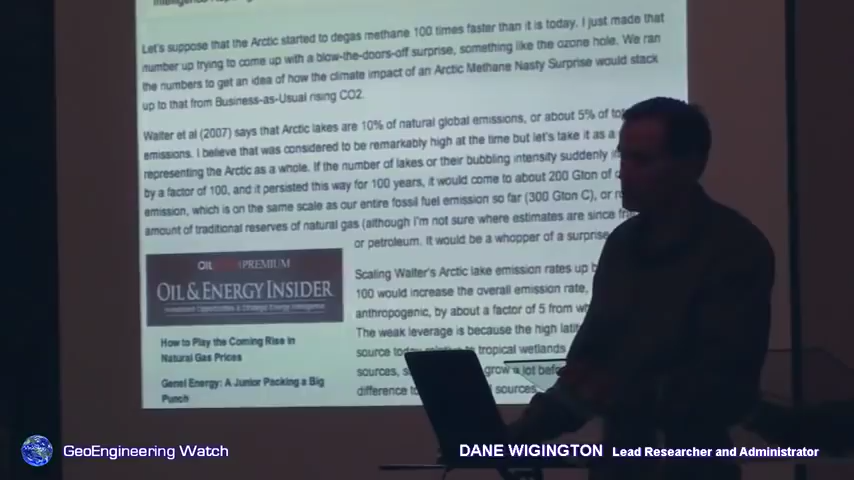 Let's suppose that the Arctic started to degas methane 100 times faster than it is today. I just made that
number up trying to come up with a blow-the-doors-off surprise, something like the ozone hole. We ran
the numbers to get an idea of how the climate impact of an Arctic Methane Nasty Surprise would stack
up to that from Business-as-Usual rising CO2.
Walter et al (2007) says that Arctic lakes are 10% of natural global emissions, or about 5% of
emissions. I believe that was considered to be remarkably high at the time but let's take it as a
representing the Arctic as a whole. If the number of lakes or their bubbling intensity suddenly
by a factor of 100, and it persisted this way for 100 years, it would come to about 200 Gton of
emission, which is on the same scale as our entire fossil fuel emission so far (300 Gton C), or
amount of traditional reserves of natural gas (although I'm not sure where estimates are since
or petroleum. It would be a whopper of a surprise
Scaling Walter's Arctic lake emission rates up
100 would increase the overall emission rate,
anthropogenic, by about a factor of 5 from
The weak leverage is because the high
source tropical wetlands
sources, grow a lot
difference sources
OIL PREMIUM
OIL & ENERGY INSIDER
How to Play the Coming Rise in
Natural Gas Prices
Genel Energy: A Junior Packing a Big
Punch
GeoEngineering Watch
DANE WIGINGTON Lead Researcher and Administrator